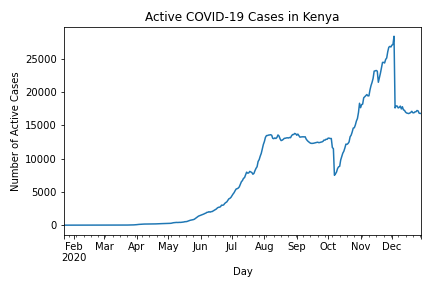 Active COVID-19 Cases in Kenya
Number of Active Cases
25000
20000
15000
10000
5000
0
Feb Mar Apr May Jun Jul Aug Sep Oct Nov Dec
2020
Day